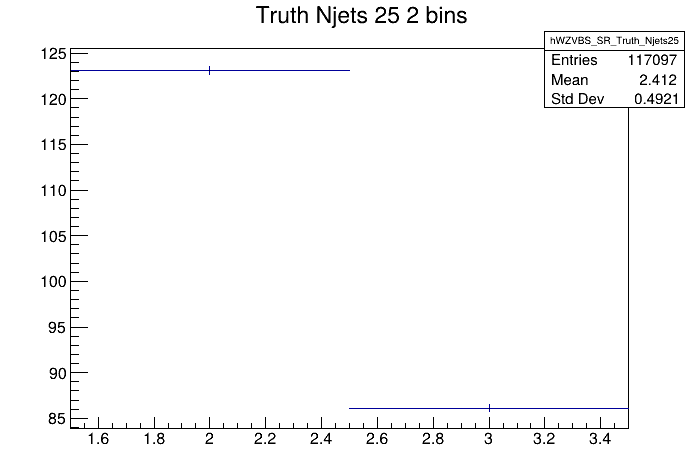 Truth Njets 25 2 bins
hWZVBS_SR_Truth_Njets25
Entries 117097
Mean 2.412
Std Dev 0.4921
125
120
115
110
105
100
95
90
85
1.6 1.8 2 2.2 2.4 2.6 2.8 3 3.2 3.4